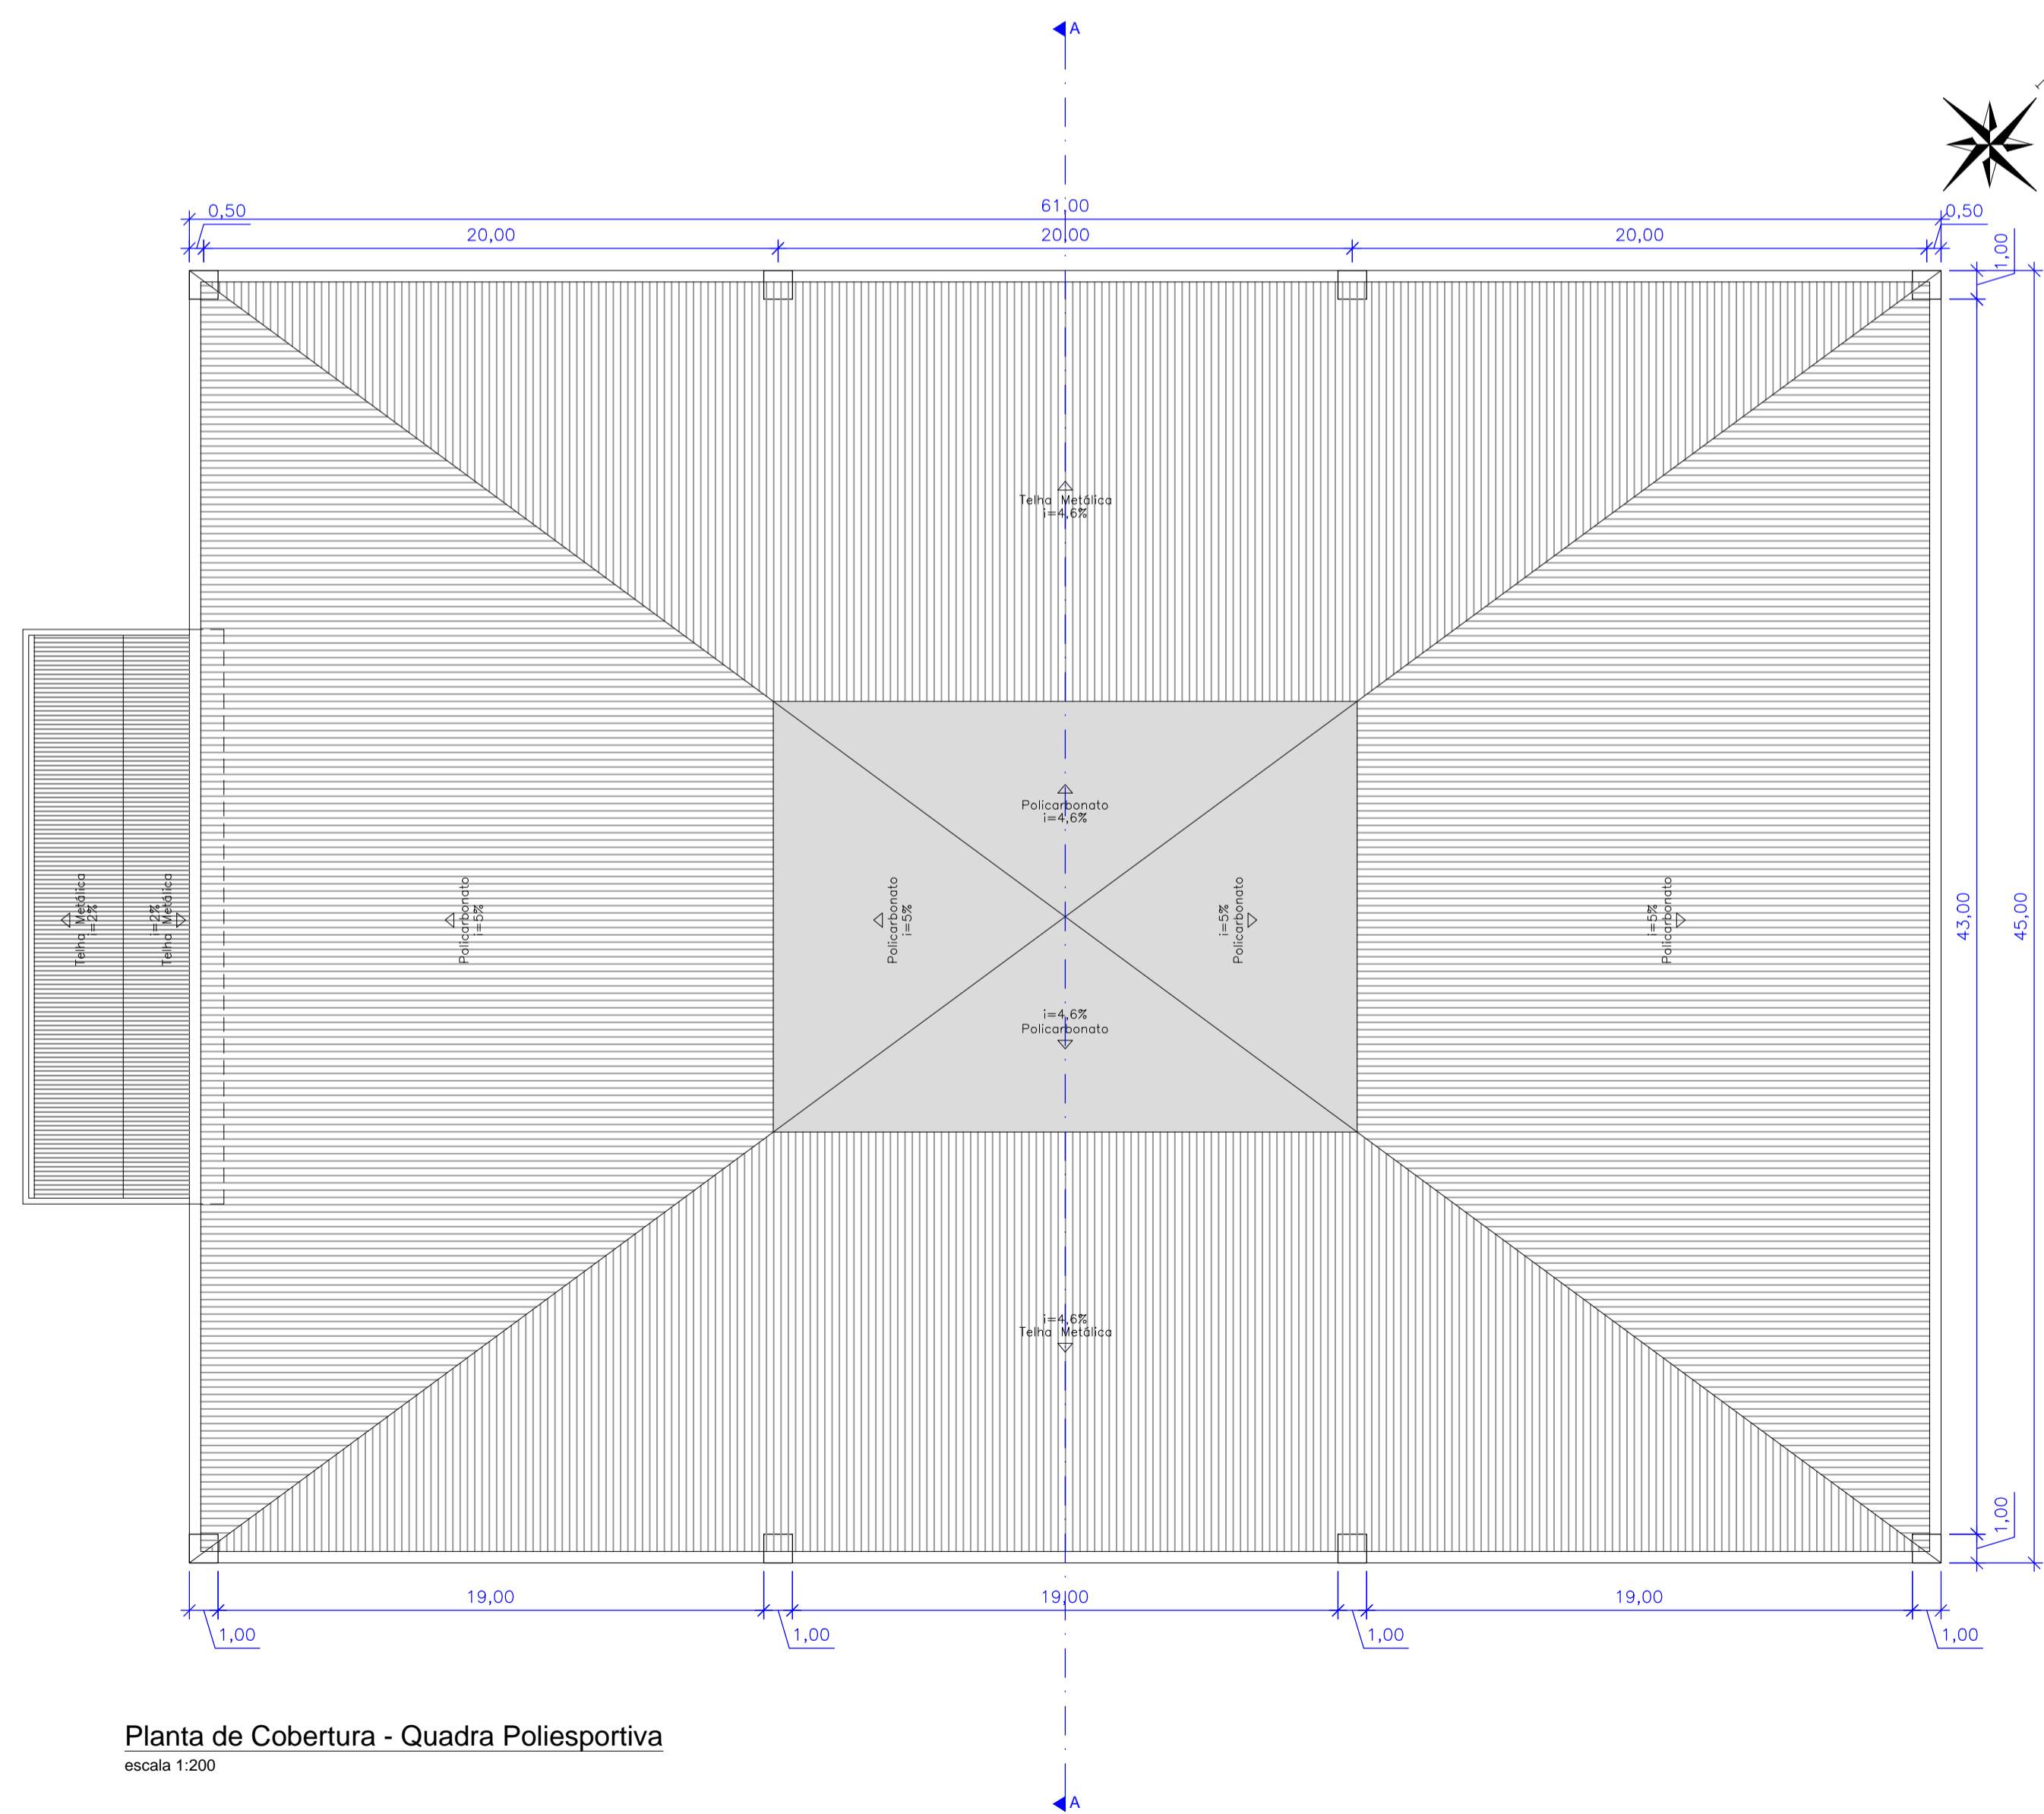 A
0,50
61,00
0,50
20,00
20,00
20,00
1,00
Telha Metálica
i=4,6%
Policarbonato
i=4,6%
Telha Metálica
i=2%
i=2%
Telha Metálica
Policarbonato
i=5%
Policarbonato
i=5%
i=5%
Policarbonato
i=5%
Policarbonato
43,00
45,00
i=4,6%
Policarbonato
i=4,6%
Telha Metálica
1,00
19,00
19,00
19,00
1,00
1,00
1,00
1,00
Planta de Cobertura - Quadra Poliesportiva
escala 1:200
A